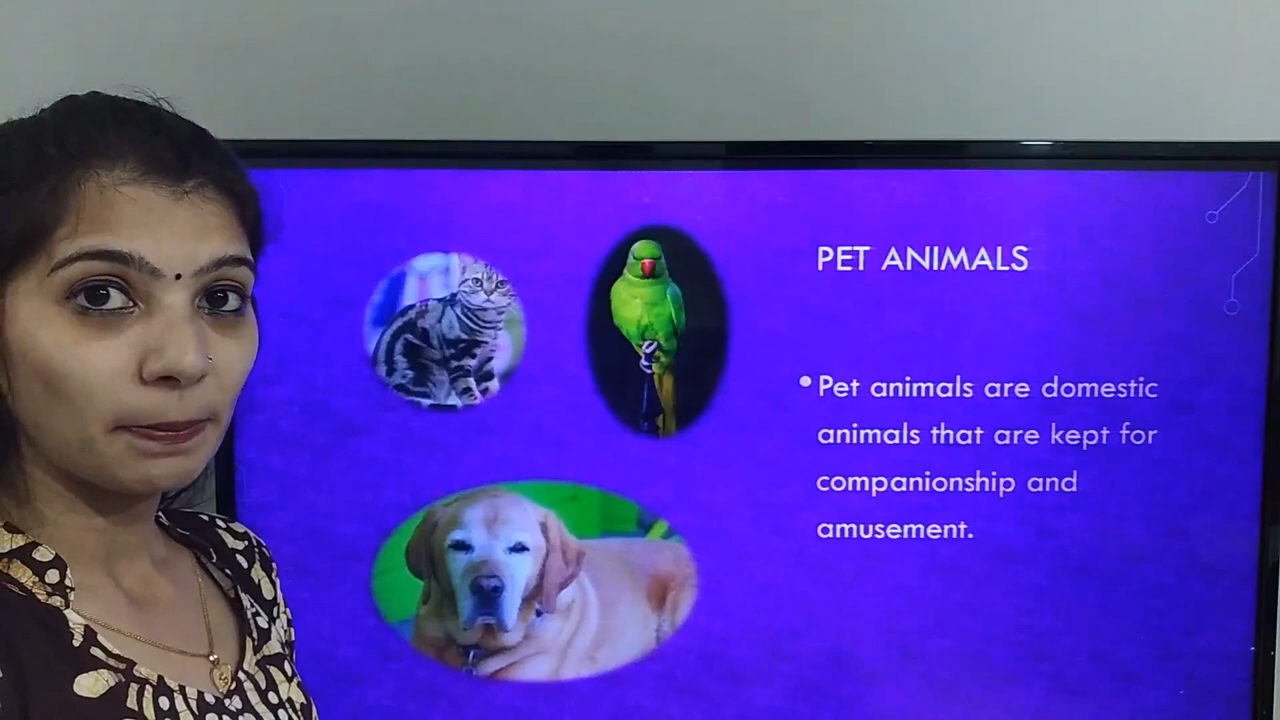 PET ANIMALS
• Pet animals are domestic
animals that are kept for
companionship and
amusement.